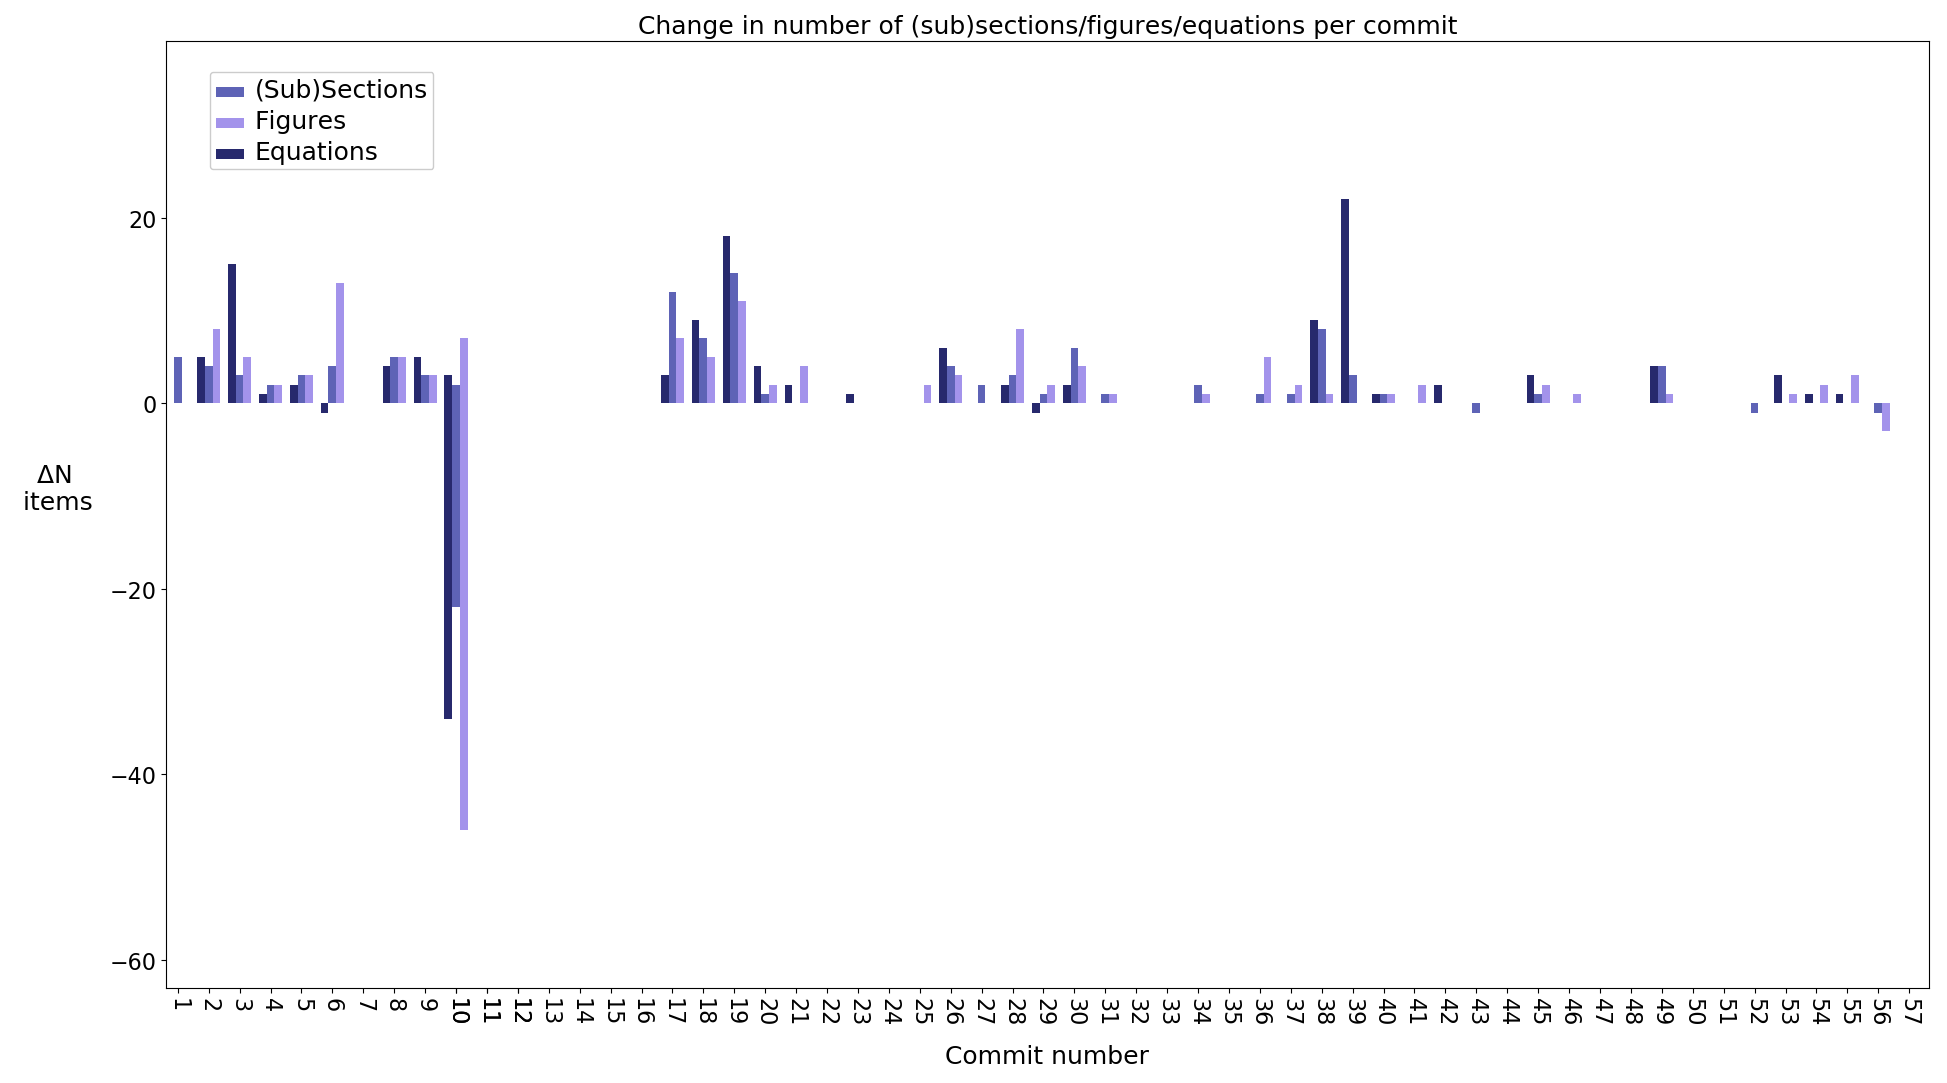 Change in number of (sub)sections/figures/equations per commit
(Sub)Sections
Figures
Equations
20
0
−20
−40
−60
ΔN
items
1 2 3 4 5 6 7 8 9 10 11 12 13 14 15 16 17 18 19 20 21 22 23 24 25 26 27 28 29 30 31 32 33 34 35 36 37 38 39 40 41 42 43 44 45 46 47 48 49 50 51 52 53 54 55 56 57
Commit number